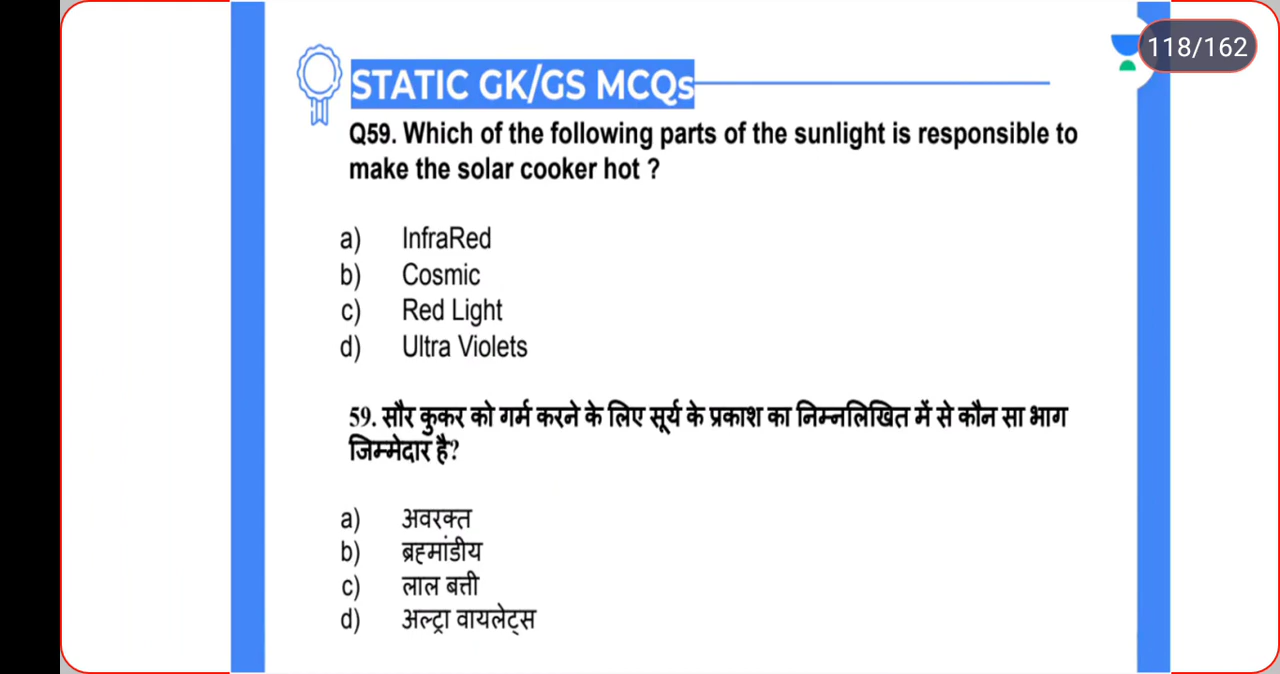 118/162
STATIC GK/GS MCQs
Q59. Which of the following parts of the sunlight is responsible to
make the solar cooker hot ?
a) InfraRed
b) Cosmic
c) Red Light
d) Ultra Violets
59. सौर कुकर को गर्म करने के लिए सूर्य के प्रकाश का निम्नलिखित में से कौन सा भाग
जिम्मेदार है?
a) अवरक्त
b) ब्रह्मांडीय
c) लाल बत्ती
d) अल्ट्रा वायलेट्स